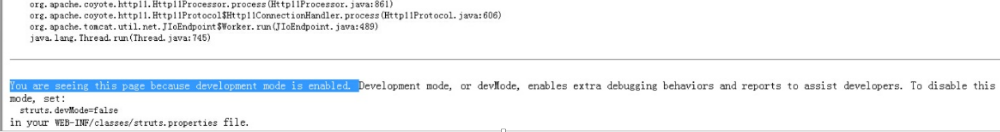 org.apache.coyote.http11.Http11Processor.process(Http11Processor.java:861)
org.apache.coyote.http11.Http11Protocol$Http11ConnectionHandler.process(Http11Protocol.java:606)
org.apache.tomcat.util.net.JIoEndpoint$Worker.run(JIoEndpoint.java:489)
java.lang.Thread.run(Thread.java:745)
You are seeing this page because development mode is enabled. Development mode, or devMode, enables extra debugging behaviors and reports to assist developers. To disable this
mode, set:
struts.devMode=false
in your WEB-INF/classes/struts.properties file.